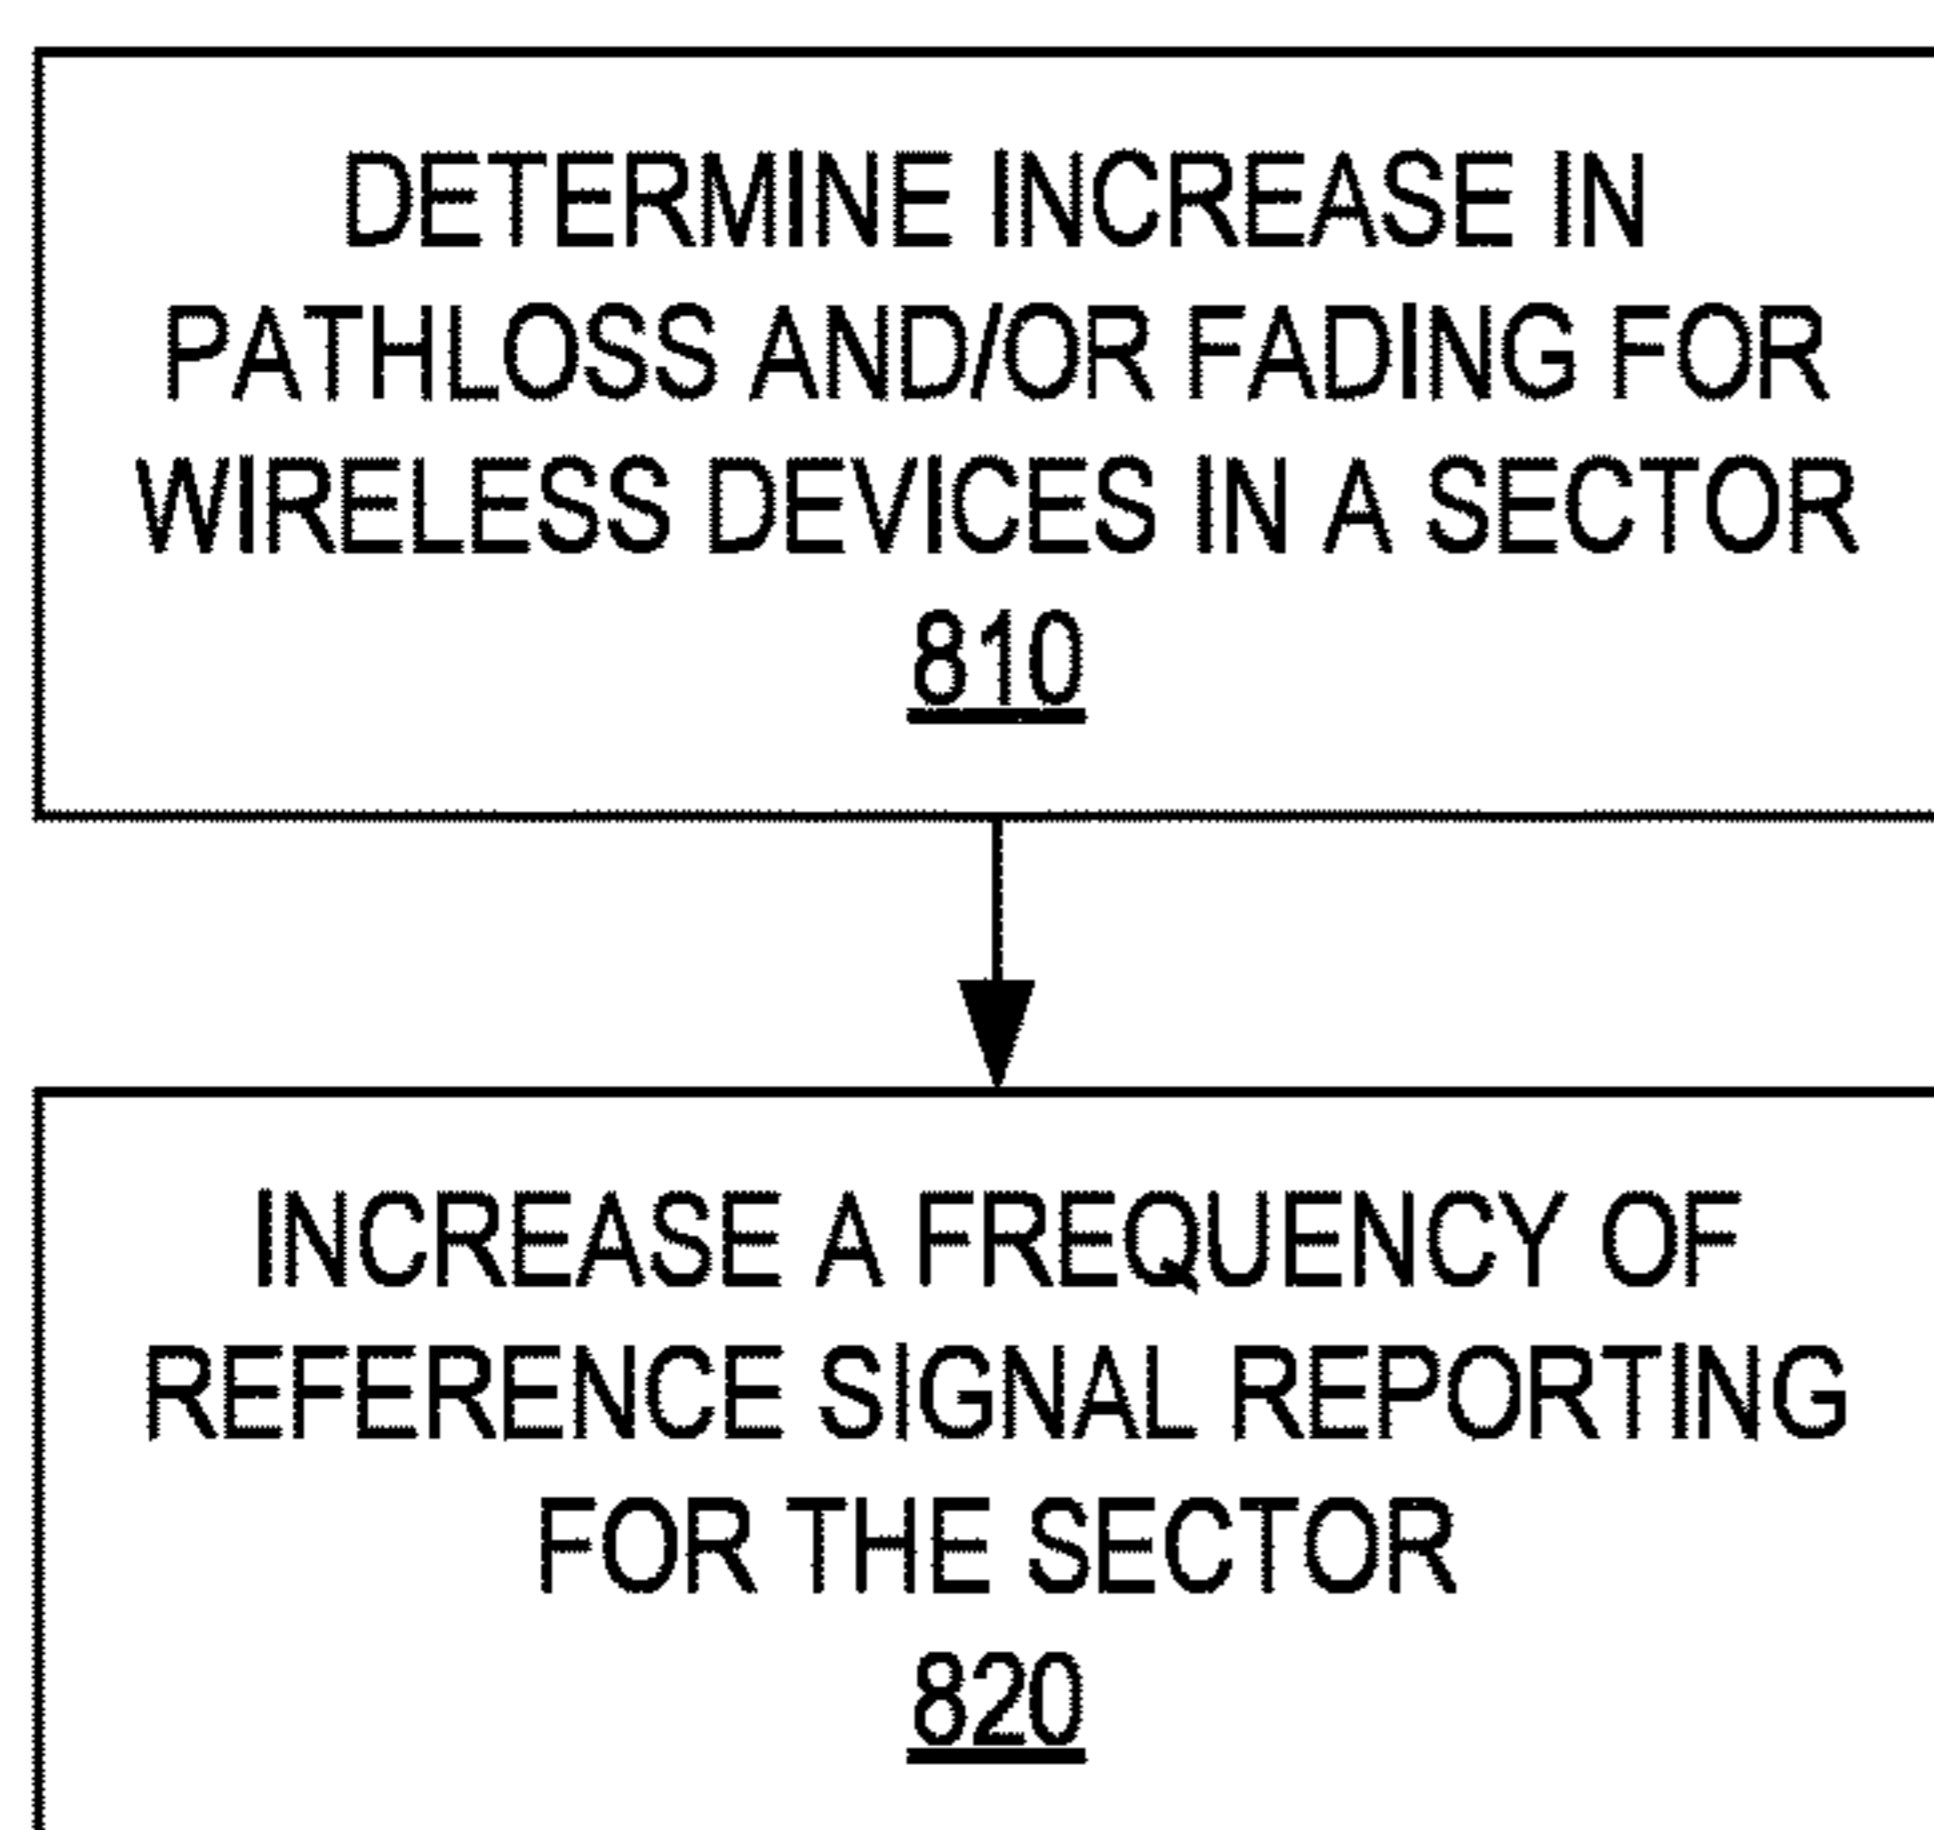 DETERMINE INCREASE IN
PATHLOSS AND/OR FADING FOR
WIRELESS DEVICES IN A SECTOR
810
INCREASE A FREQUENCY OF
REFERENCE SIGNAL REPORTING
FOR THE SECTOR
820